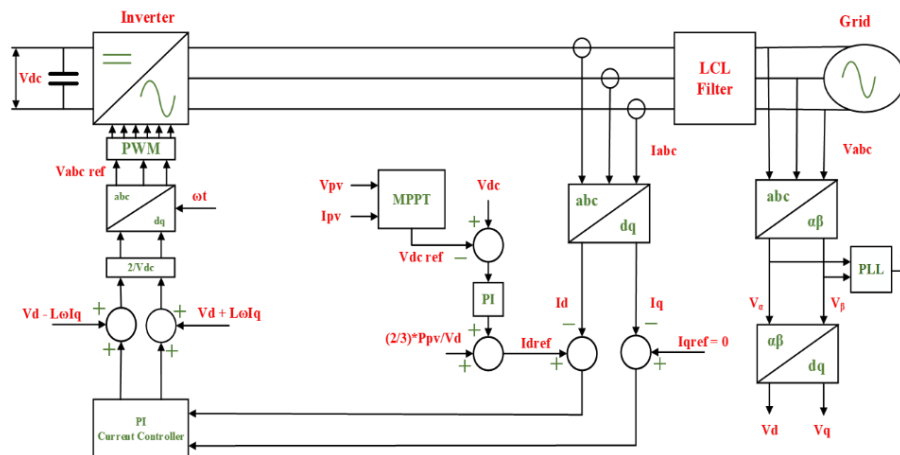 Inverter
Grid
Vdc
LCL
Filter
PWM
Vabc ref
Iabc
Vabc
abc
dq
ωt
Vpv
Ipv
MPPT
Vdc
+
−
Vdc ref
abc
dq
abc
αβ
PLL
2/Vdc
PI
Id
Iq
Vα
Vβ
Vd - LωIq
+
+
Vd + LωIq
+
+
(2/3)*Ppv/Vd
+
+
Idref
−
+
−
+
Iqref = 0
αβ
dq
PI
Current Controller
Vd
Vq